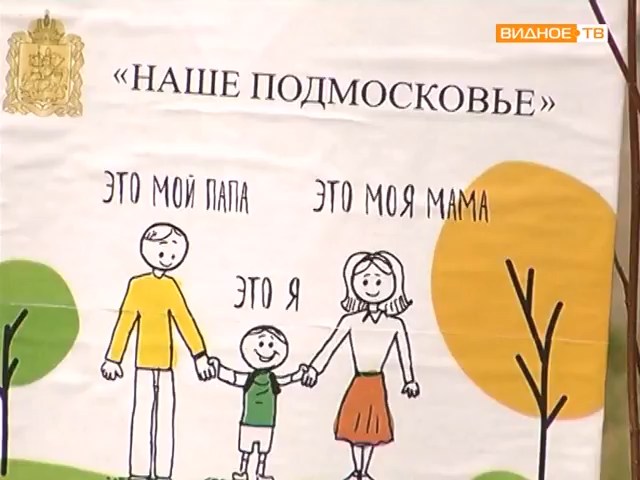 ВИДНОЕ ТВ
«НАШЕ ПОДМОСКОВЬЕ»
ЭТО МОЙ ПАПА
ЭТО МОЯ МАМА
ЭТО Я